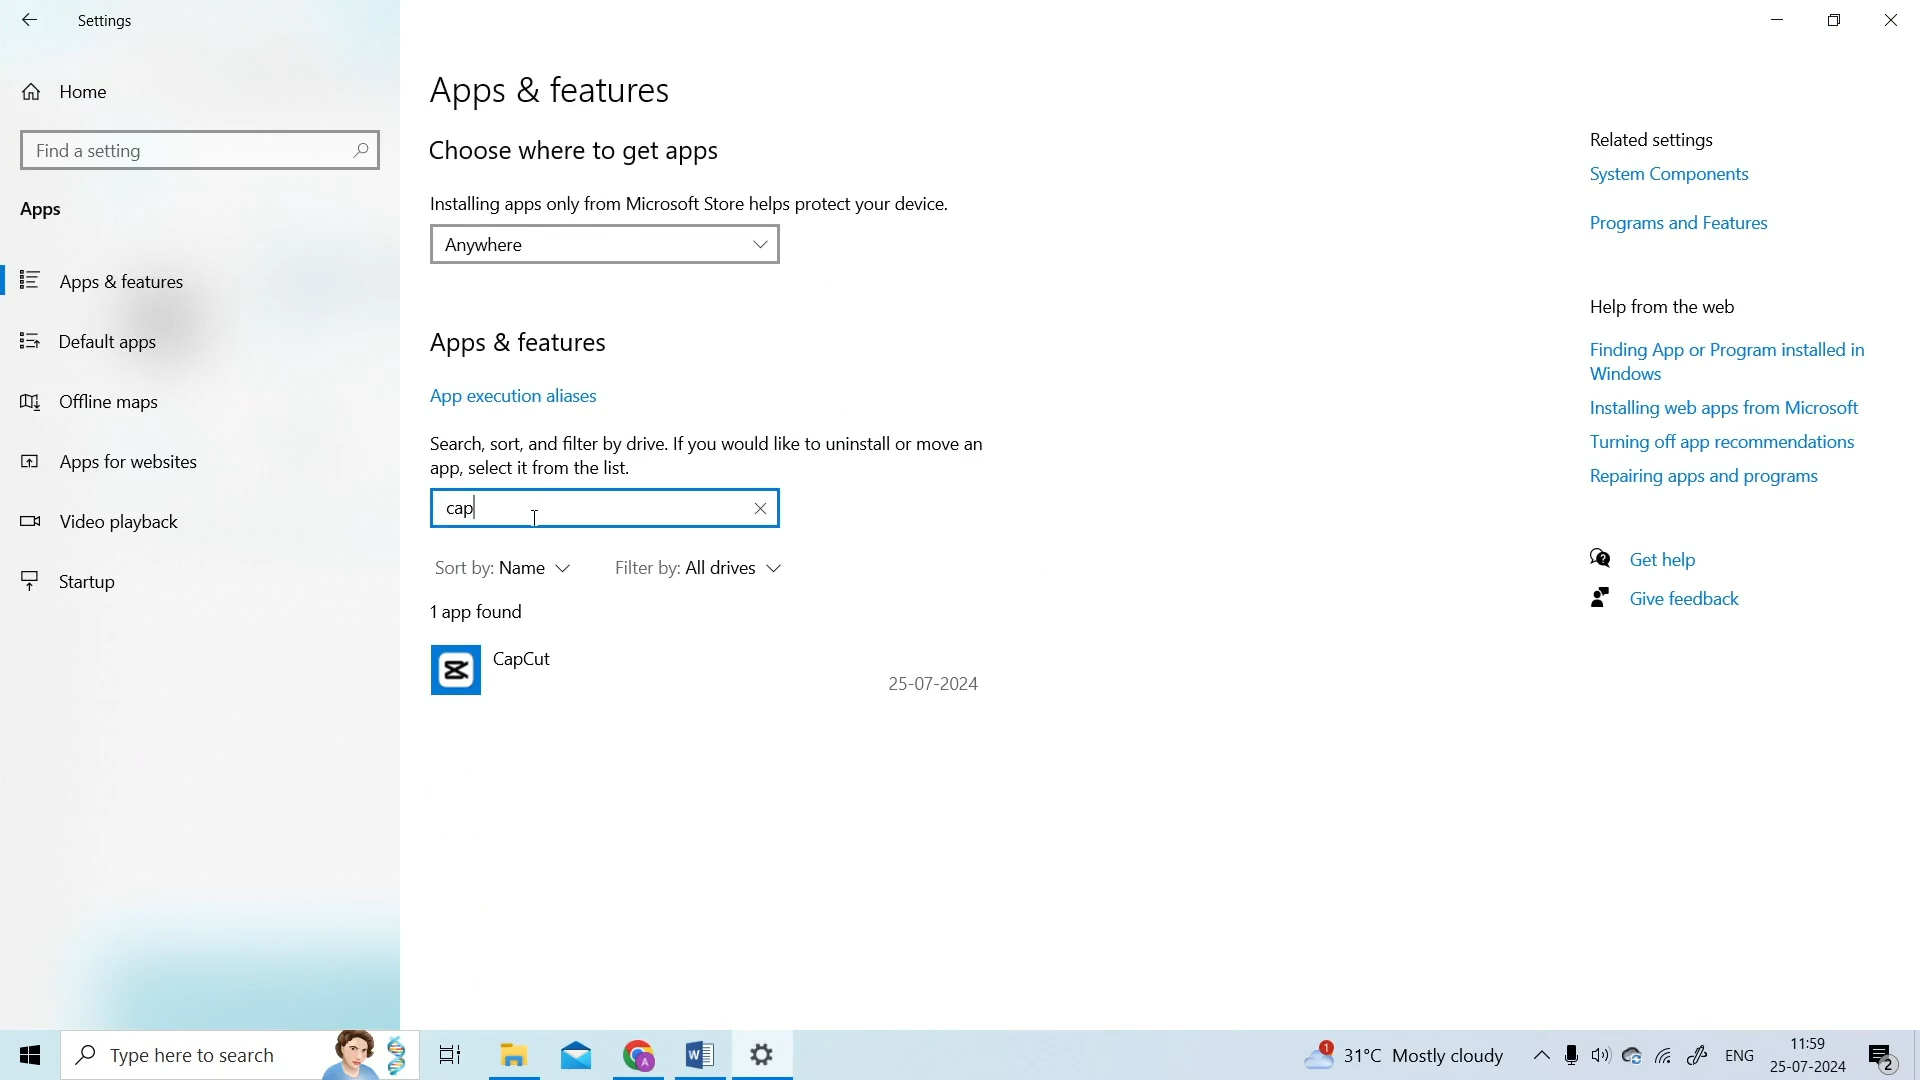 Settings
Home
Find a setting
Apps
Apps & features
Default apps
Offline maps
Apps for websites
Video playback
Startup
Apps & features
Choose where to get apps
Installing apps only from Microsoft Store helps protect your device.
Anywhere
Apps & features
App execution aliases
Search, sort, and filter by drive. If you would like to uninstall or move an
app, select it from the list.
cap
Sort by: Name
Filter by: All drives
1 app found
CapCut
25-07-2024
Related settings
System Components
Programs and Features
Help from the web
Finding App or Program installed in
Windows
Installing web apps from Microsoft
Turning off app recommendations
Repairing apps and programs
Get help
Give feedback
Type here to search
A
W
1
31°C Mostly cloudy
ENG
11:59
25-07-2024
2